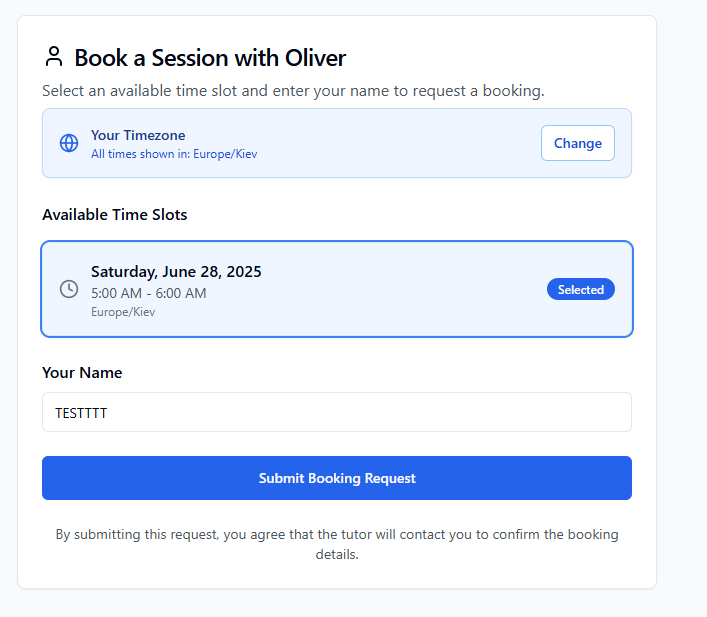 Book a Session with Oliver
Select an available time slot and enter your name to request a booking.
Your Timezone
All times shown in: Europe/Kiev
Change
Available Time Slots
Saturday, June 28, 2025
5:00 AM - 6:00 AM
Europe/Kiev
Selected
Your Name
TESTTTT
Submit Booking Request
By submitting this request, you agree that the tutor will contact you to confirm the booking
details.